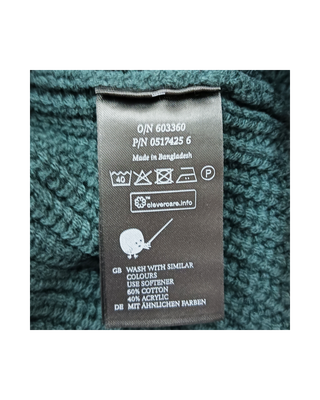 O/N 603360
P/N 0517425 6
Made in Bangladesh
40
P
™
clevercare.info
GB WASH WITH SIMILAR
COLOURS
USE SOFTENER
60% COTTON
40% ACRYLIC
DE MIT ÄHNLICHEN FARBEN